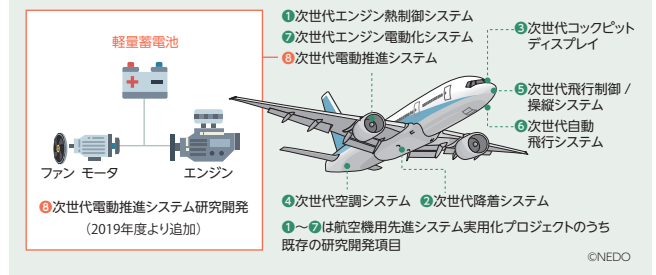 軽量蓄電池
ファン モータ
エンジン
❽次世代電動推進システム研究開発
（2019年度より追加）
❶次世代エンジン熱制御システム
❼次世代エンジン電動化システム
❽次世代電動推進システム
❸次世代コックピット
ディスプレイ
❺次世代飛行制御 /
操縦システム
❻次世代自動
飛行システム
❹次世代空調システム
❷次世代降着システム
❶～❼は航空機用先進システム実用化プロジェクトのうち
既存の研究開発項目
©NEDO